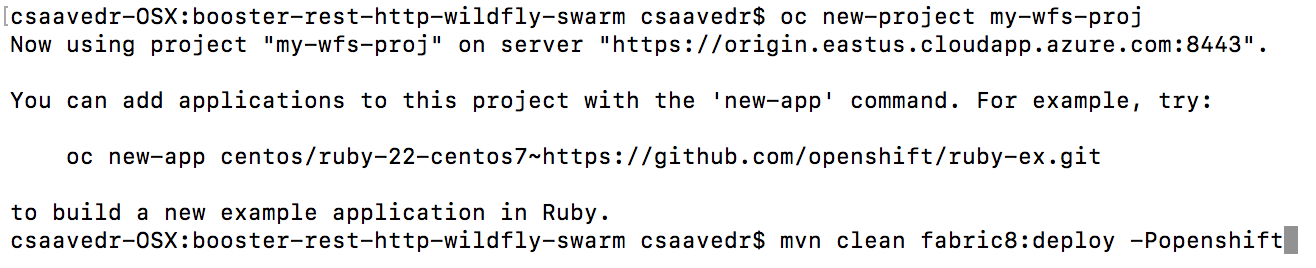 [csaavedr-OSX:booster-rest-http-wildfly-swarm csaavedr$ oc new-project my-wfs-proj
Now using project "my-wfs-proj" on server "https://origin.eastus.cloudapp.azure.com:8443".
You can add applications to this project with the 'new-app' command. For example, try:
oc new-app centos/ruby-22-centos7~https://github.com/openshift/ruby-ex.git
to build a new example application in Ruby.
csaavedr-OSX:booster-rest-http-wildfly-swarm csaavedr$ mvn clean fabric8:deploy -Popenshift